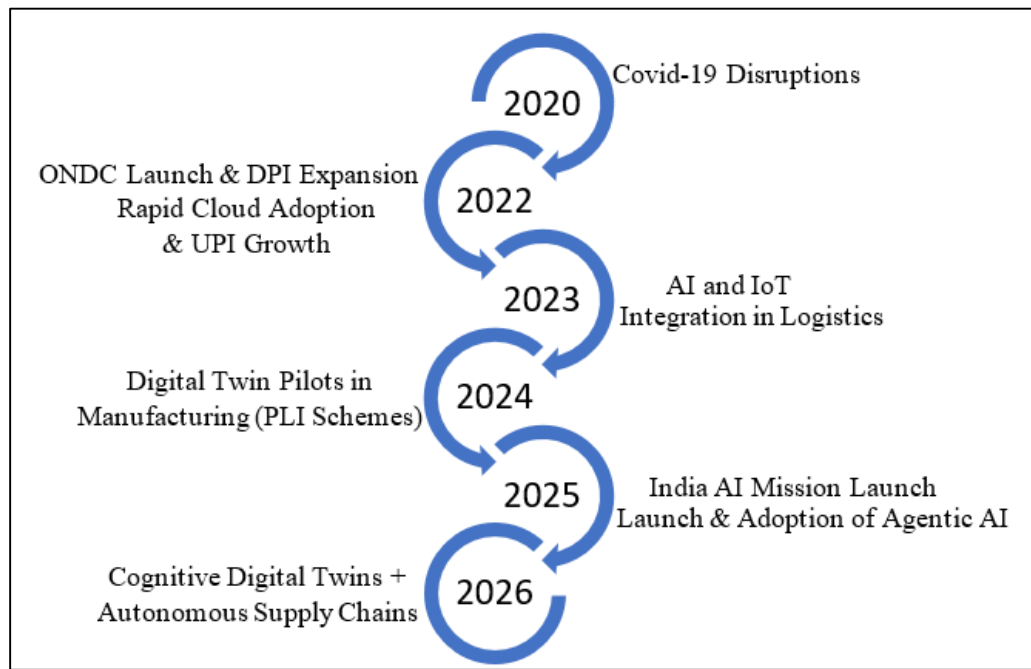 2020
Covid-19 Disruptions
ONDC Launch & DPI Expansion
Rapid Cloud Adoption
& UPI Growth
2022
2023
AI and IoT
Integration in Logistics
Digital Twin Pilots in
Manufacturing (PLI Schemes)
2024
2025
India AI Mission Launch
Launch & Adoption of Agentic AI
Cognitive Digital Twins +
Autonomous Supply Chains
2026